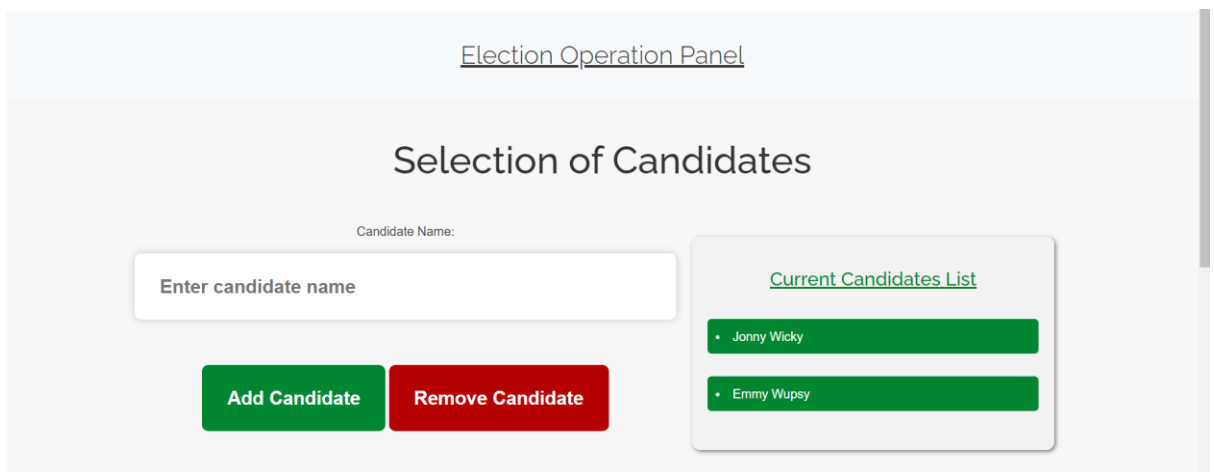 Election Operation Panel
Selection of Candidates
Candidate Name:
Enter candidate name
Add Candidate
Remove Candidate
Current Candidates List
• Jonny Wicky
• Emmy Wupsy